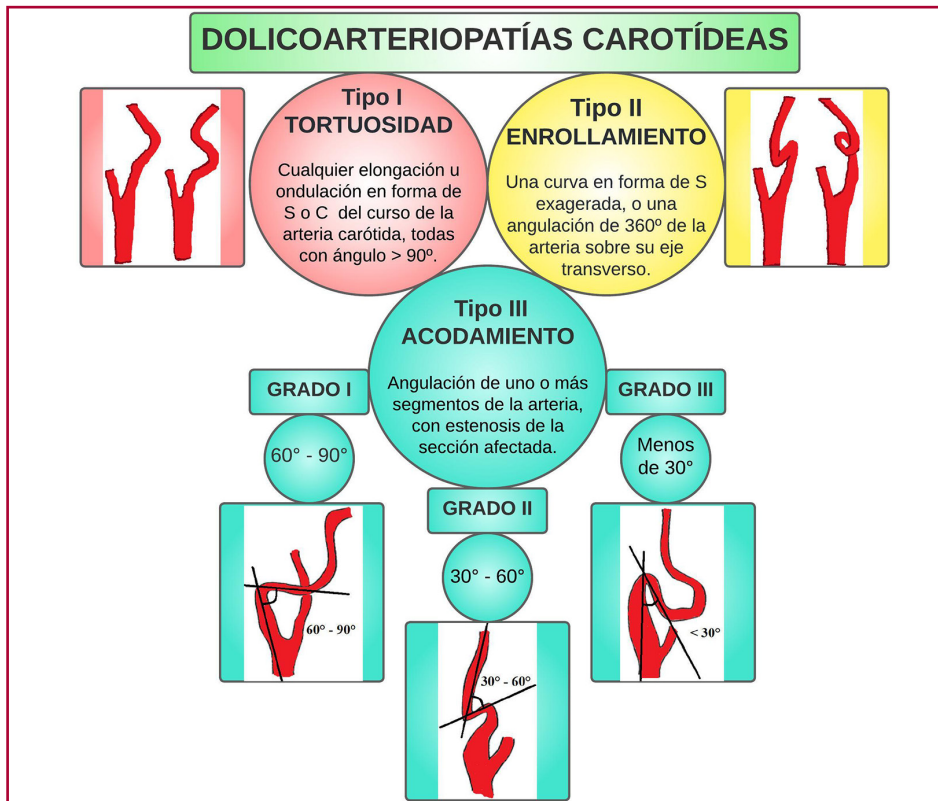 DOLICOARTERIOPATÍAS CAROTÍDEAS
Tipo I
TORTUOSIDAD
Cualquier elongación u
ondulación en forma de
S o C del curso de la
arteria carótida, todas
con ángulo > 90º.
Tipo II
ENROLLAMIENTO
Una curva en forma de S
exagerada, o una
angulación de 360º de la
arteria sobre su eje
transverso.
Tipo III
ACODAMIENTO
Angulación de uno o más
segmentos de la arteria,
con estenosis de la
sección afectada.
GRADO I
60° - 90°
60° - 90°
GRADO II
30° - 60°
30° - 60°
GRADO III
Menos
de 30°
< 30°